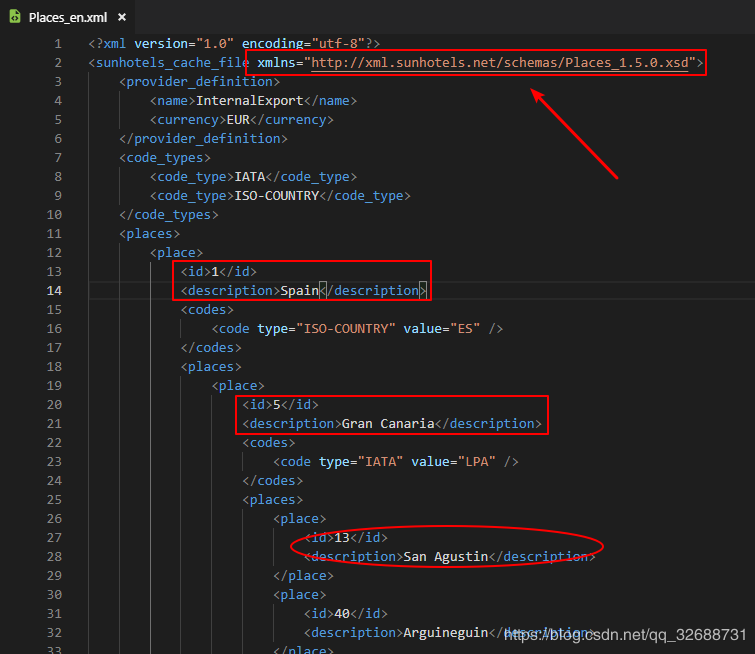 Places_en.xml ×
1 <?xml version="1.0" encoding="utf-8"?>
2 <sunhotels_cache_file xmlns="http://xml.sunhotels.net/schemas/Places_1.5.0.xsd">
3 <provider_definition>
4 <name>InternalExport</name>
5 <currency>EUR</currency>
6 </provider_definition>
7 <code_types>
8 <code_type>IATA</code_type>
9 <code_type>ISO-COUNTRY</code_type>
10 </code_types>
11 <places>
12 <place>
13 <id>1</id>
14 <description>Spain</description>
15 <codes>
16 <code type="ISO-COUNTRY" value="ES" />
17 </codes>
18 <places>
19 <place>
20 <id>5</id>
21 <description>Gran Canaria</description>
22 <codes>
23 <code type="IATA" value="LPA" />
24 </codes>
25 <places>
26 <place>
27 <id>13</id>
28 <description>San Agustin</description>
29 </place>
30 <place>
31 <id>40</id>
32 <description>Arguineguin</description>
https://blog.csdn.net/qq_32688731
33 </place>